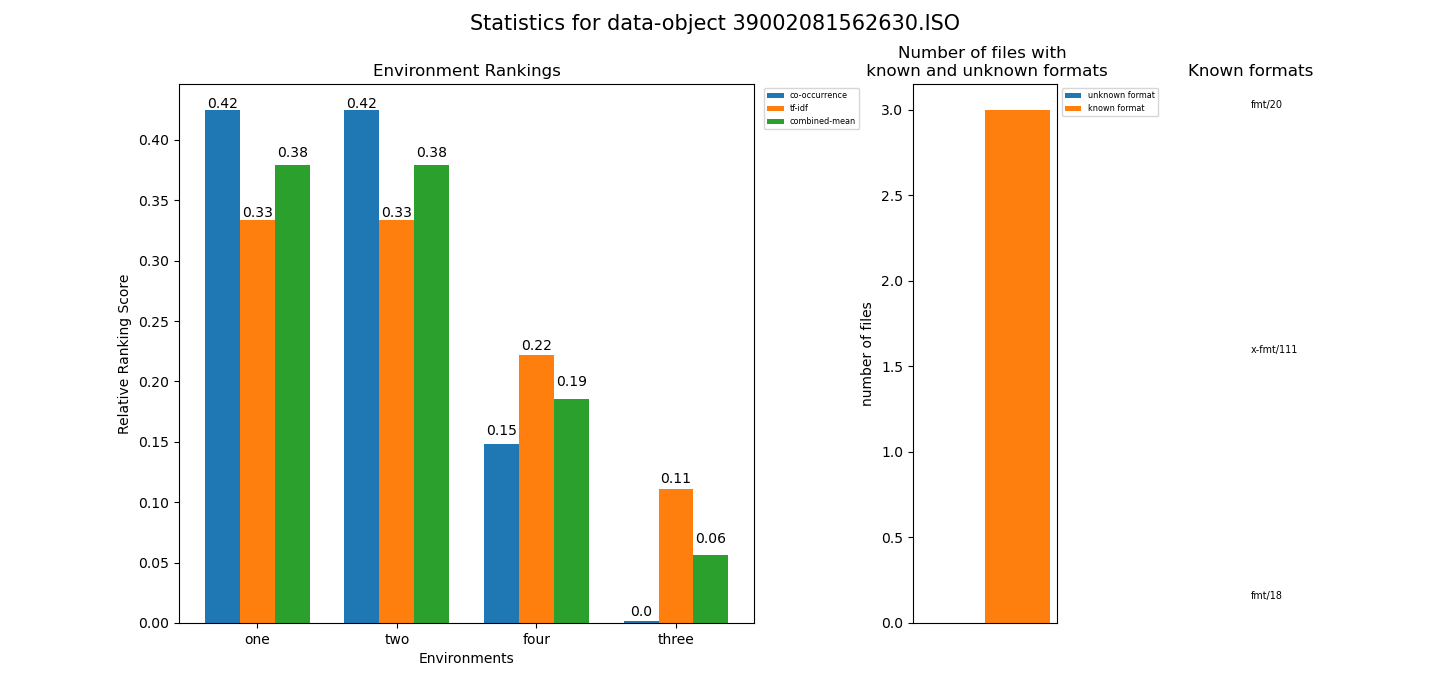 Statistics for data-object 39002081562630.ISO
Environment Rankings
0.42
0.33
0.38
0.42
0.33
0.38
0.15
0.22
0.19
0.0
0.11
0.06
0.40
0.35
0.30
0.25
0.20
0.15
0.10
0.05
0.00
Relative Ranking Score
one
two
four
three
Environments
co-occurrence
tf-idf
combined-mean
Number of files with
known and unknown formats
3.0
2.5
2.0
1.5
1.0
0.5
0.0
number of files
unknown format
known format
Known formats
fmt/20
x-fmt/111
fmt/18